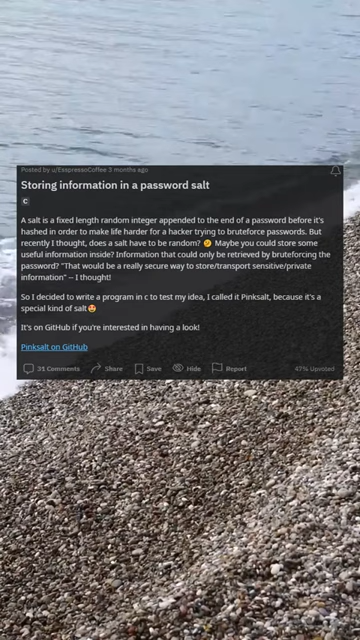 Posted by u/EsspressoCoffee 3 months ago
Storing information in a password salt
C
A salt is a fixed length random integer appended to the end of a password before it's
hashed in order to make life harder for a hacker trying to bruteforce passwords. But
recently I thought, does a salt have to be random? 🤔 Maybe you could store some
useful information inside? Information that could only be retrieved by bruteforcing the
password? "That would be a really secure way to store/transport sensitive/private
information" -- I thought!
So I decided to write a program in c to test my idea, I called it Pinksalt, because it's a
special kind of salt😍
It's on GitHub if you're interested in having a look!
Pinksalt on GitHub
31 Comments Share Save Hide Report 47% Upvoted